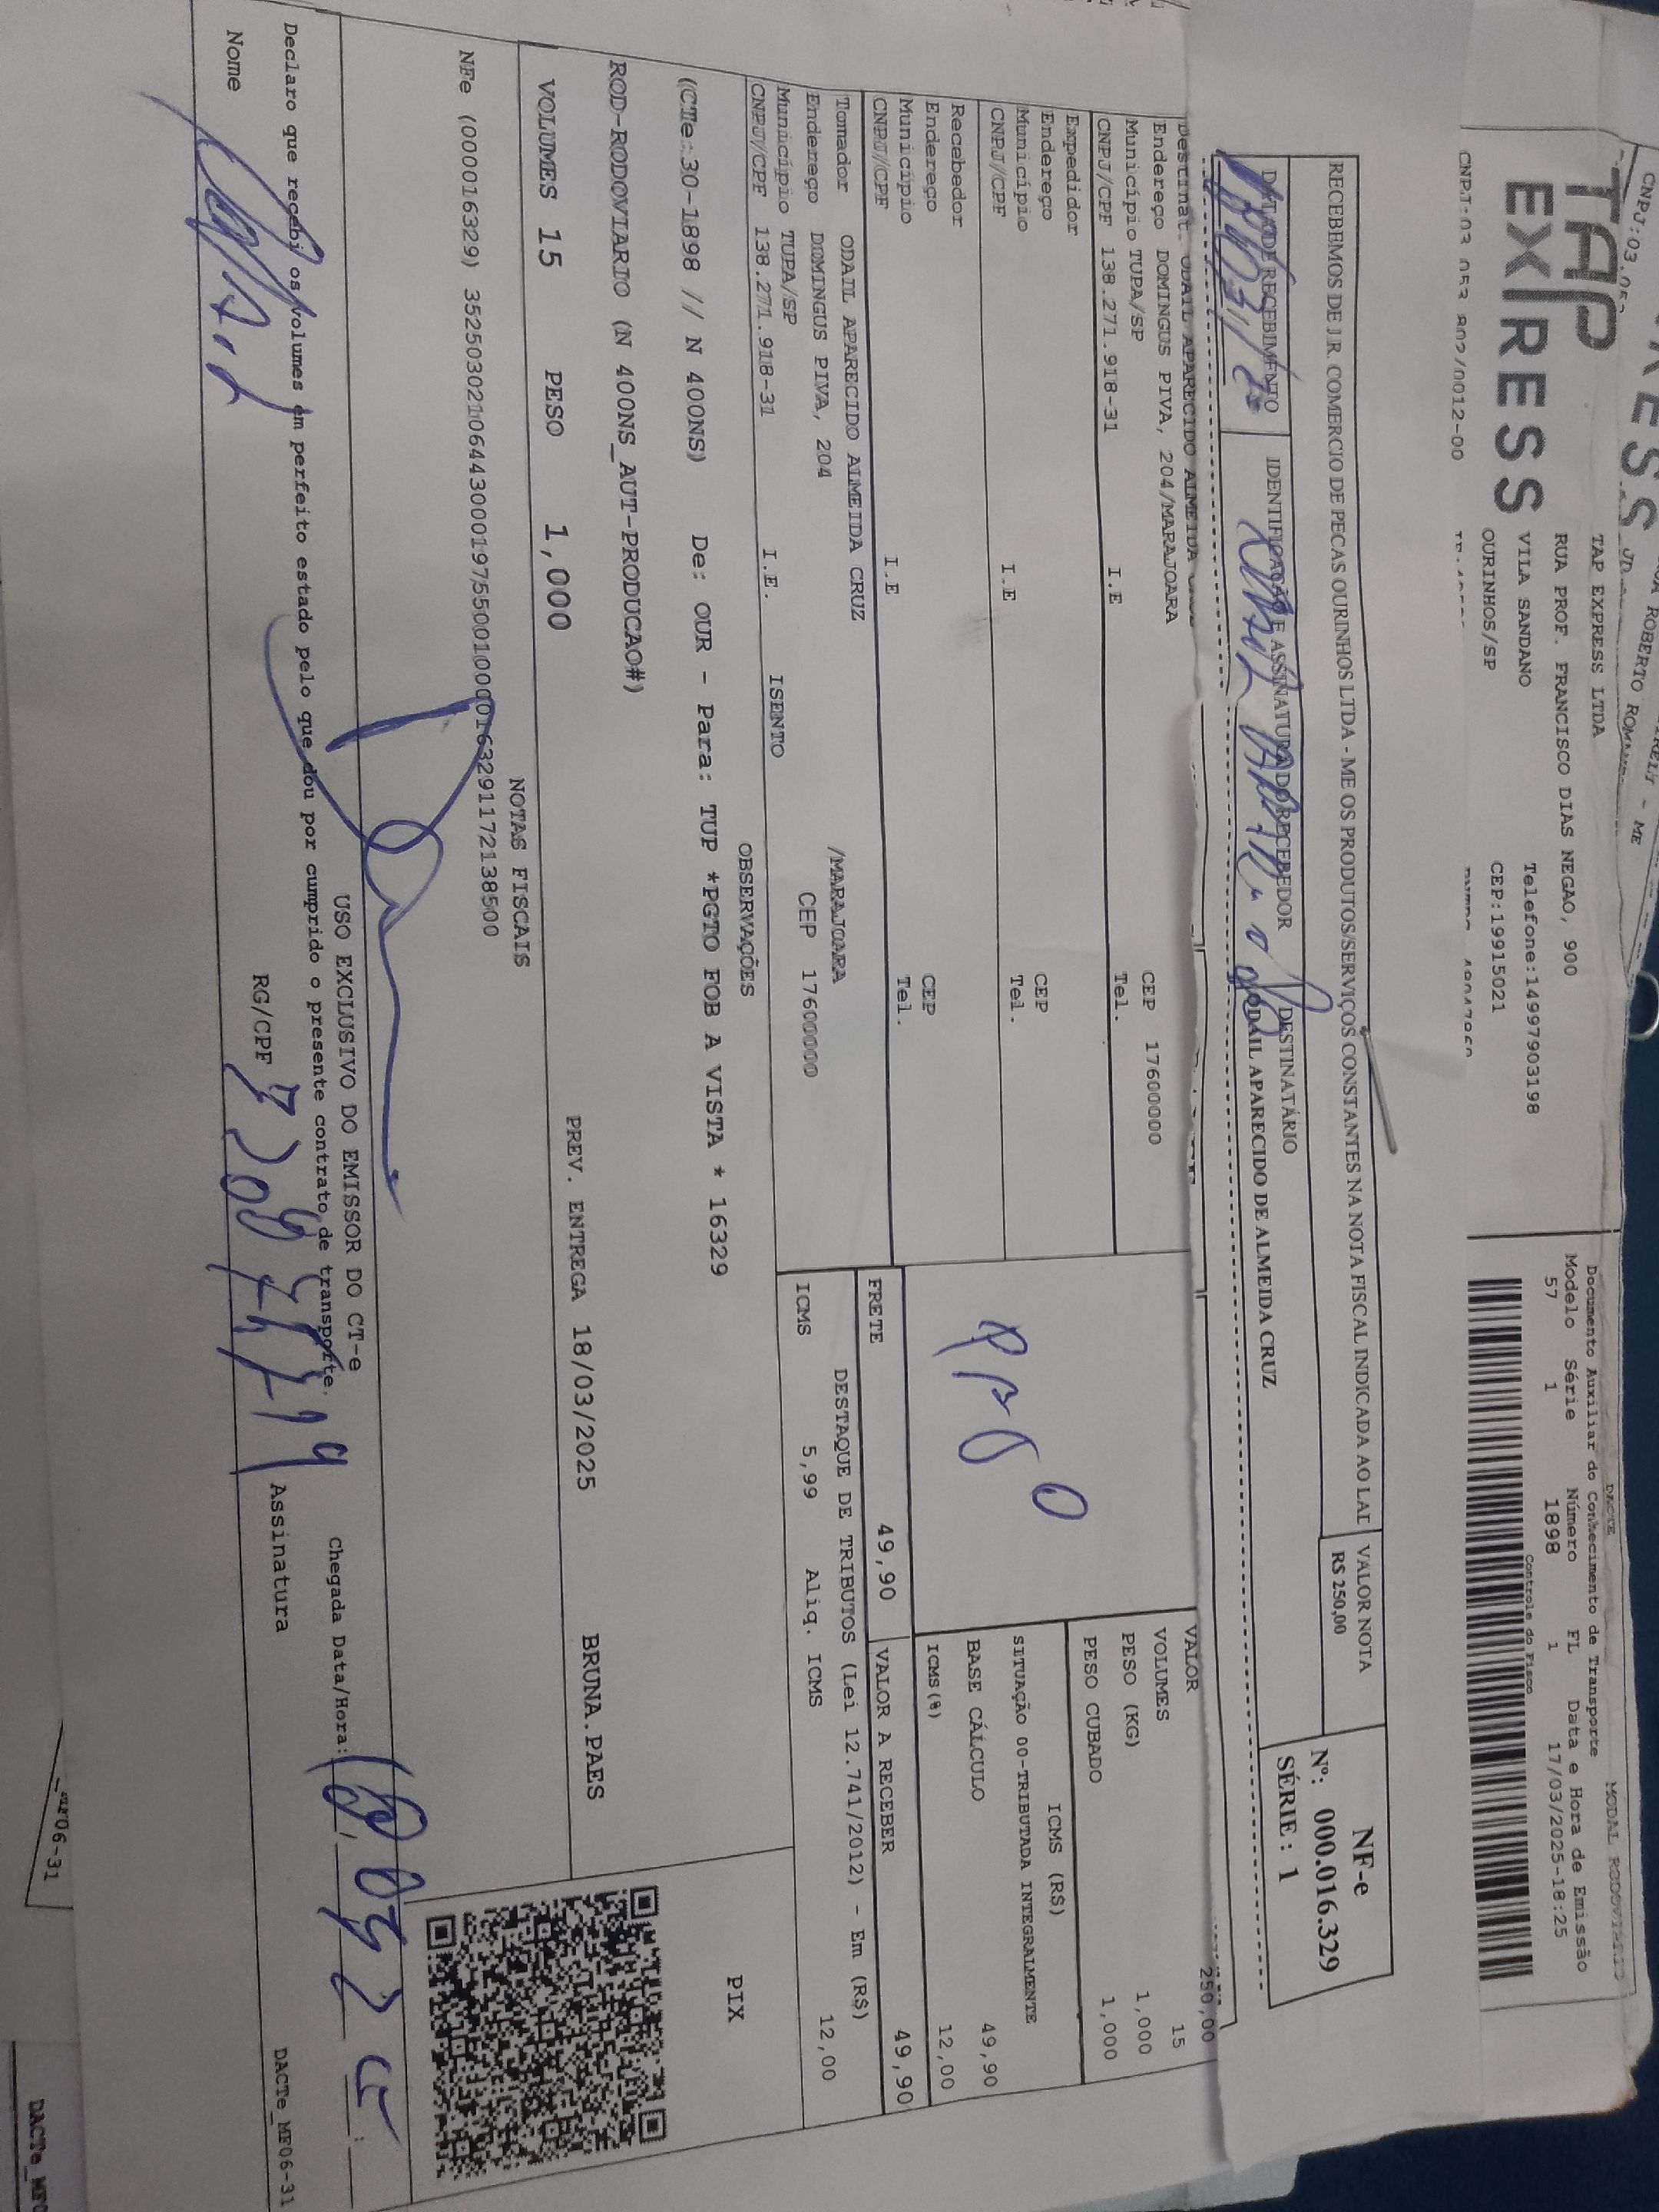 CNPJ:03.05
TAP EXPRESS
TAP EXPRESS LTDA
RUA PROF. FRANCISCO DIAS NEGAO, 900
VILA SANDANO Telefone:14997903198
OURINHOS/SP CEP:19915021
DACTE MODAL RODOVIÁRIO
Documento Auxiliar do Conhecimento de Transporte
Modelo Série Número FL Data e Hora de Emissão
57 1 1898 1 17/03/2025-18:25
Controle do Fisco
RECEBEMOS DE J.R. COMERCIO DE PECAS OURINHOS LTDA - ME OS PRODUTOS/SERVIÇOS CONSTANTES NA NOTA FISCAL INDICADA AO LAD
VALOR NOTA
R$ 250,00
NF-e
Nº: 000.016.329
SÉRIE : 1
DATA DE RECEBIMENTO IDENTIFICAÇÃO E ASSINATURA DO RECEBEDOR DESTINATÁRIO
ODAIL APARECIDO DE ALMEIDA CRUZ
Destinat. ODAIL APARECIDO ALMEIDA
Endereço DOMINGUS PIVA, 204/MARAJOARA CEP 17600000
Município TUPA/SP Tel.
CNPJ/CPF 138.271.918-31 I.E
Expedidor
Endereço CEP
Município Tel.
CNPJ/CPF I.E
Recebedor
Endereço CEP
Município Tel.
CNPJ/CPF I.E
VALOR 250,00
VOLUMES 15
PESO (KG) 1,000
PESO CUBADO 1,000
ICMS (R$)
SITUAÇÃO 00-TRIBUTADA INTEGRALMENTE
BASE CÁLCULO 49,90
ICMS(%) 12,00
FRETE 49,90 VALOR A RECEBER 49,90
Tomador ODAIL APARECIDO ALMEIDA CRUZ
Endereço DOMINGUS PIVA, 204 /MARAJOARA
Município TUPA/SP CEP 17600000
CNPJ/CPF 138.271.918-31 I.E. ISENTO
DESTAQUE DE TRIBUTOS (Lei 12.741/2012) - Em (R$)
ICMS 5,99 Aliq. ICMS 12,00
OBSERVAÇÕES
(CTe:30-1898 // N 400NS) De: OUR - Para: TUP *PGTO FOB A VISTA * 16329
ROD-RODOVIARIO (N 400NS_AUT-PRODUCAO#)
PIX
VOLUMES 15 PESO 1,000 PREV. ENTREGA 18/03/2025 BRUNA.PAES
NOTAS FISCAIS
NFe (000016329) 35250302106443000197550010000163291172138500
USO EXCLUSIVO DO EMISSOR DO CT-e
Declaro que recebi os volumes em perfeito estado pelo que dou por cumprido o presente contrato de transporte.
Chegada Data/Hora:
Nome RG/CPF Assinatura
DACTe_MF06-31